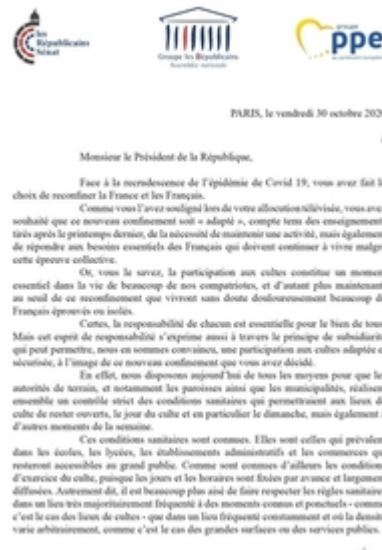 les
Républicains
Sénat
Groupe les Républicains
Assemblée nationale
groupe
ppe
PARIS, le vendredi 30 octobre 2020
Monsieur le Président de la République,
Face à la recrudescence de l'épidémie de Covid 19, vous avez fait l
choix de reconfiner la France et les Français.
Comme vous l'avez souligné lors de votre allocution télévisée, vous ave
souhaité que ce nouveau confinement soit « adapté », compte tenu des enseignement
tirés après le printemps dernier, de la nécessité de maintenir une activité, mais égalemen
de répondre aux besoins essentiels des Français qui doivent continuer à vivre malgr
cette épreuve collective.
Or, vous le savez, la participation aux cultes constitue un momen
essentiel dans la vie de beaucoup de nos compatriotes, et d'autant plus maintenan
au seuil de ce reconfinement que vivront sans doute douloureusement beaucoup d
Français éprouvés ou isolés.
Certes, la responsabilité de chacun est essentielle pour le bien de tous
Mais cet esprit de responsabilité s'exprime aussi à travers le principe de subsidiarit
qui peut permettre, nous en sommes convaincu, une participation aux cultes adaptée e
sécurisée, à l'image de ce nouveau confinement que vous avez décidé.
En effet, nous disposons aujourd'hui de tous les moyens pour que le
autorités de terrain, et notamment les paroisses ainsi que les municipalités, réalisen
ensemble un contrôle strict des conditions sanitaires qui permettraient aux lieux d
culte de rester ouverts, le jour du culte et en particulier le dimanche, mais également
d'autres moments de la semaine.
Ces conditions sanitaires sont connues. Elles sont celles qui prévalen
dans les écoles, les lycées, les établissements administratifs et les commerces qu
resteront accessibles au grand public. Comme sont connues d'ailleurs les condition
d'exercice du culte, puisque les jours et les horaires sont fixés par avance et largemen
diffusées. Autrement dit, il est beaucoup plus aisé de faire respecter les règles sanitaire
dans un lieu très majoritairement fréquenté à des moments connus et ponctuels - comm
c'est le cas des lieux de cultes - que dans un lieu fréquenté constamment et où la densit
varie arbitrairement, comme c'est le cas des grandes surfaces ou des services publics.